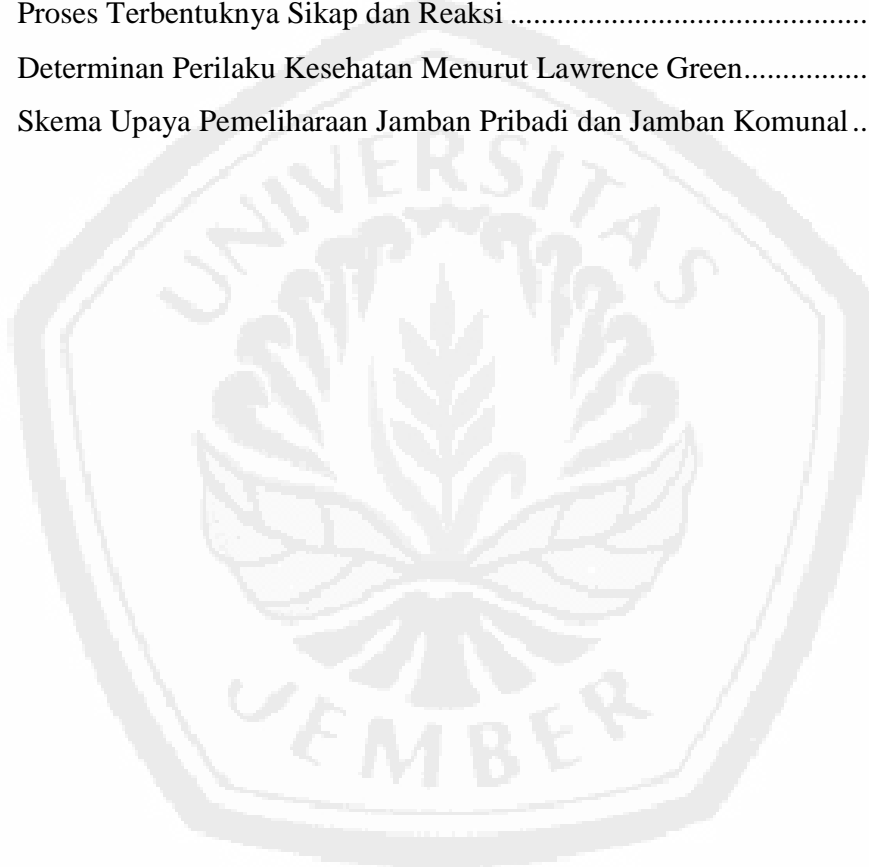 Proses Terbentuknya Sikap dan Reaksi ..............................................
Determinan Perilaku Kesehatan Menurut Lawrence Green................
Skema Upaya Pemeliharaan Jamban Pribadi dan Jamban Komunal ..
UNIVERSITAS
JEMBER